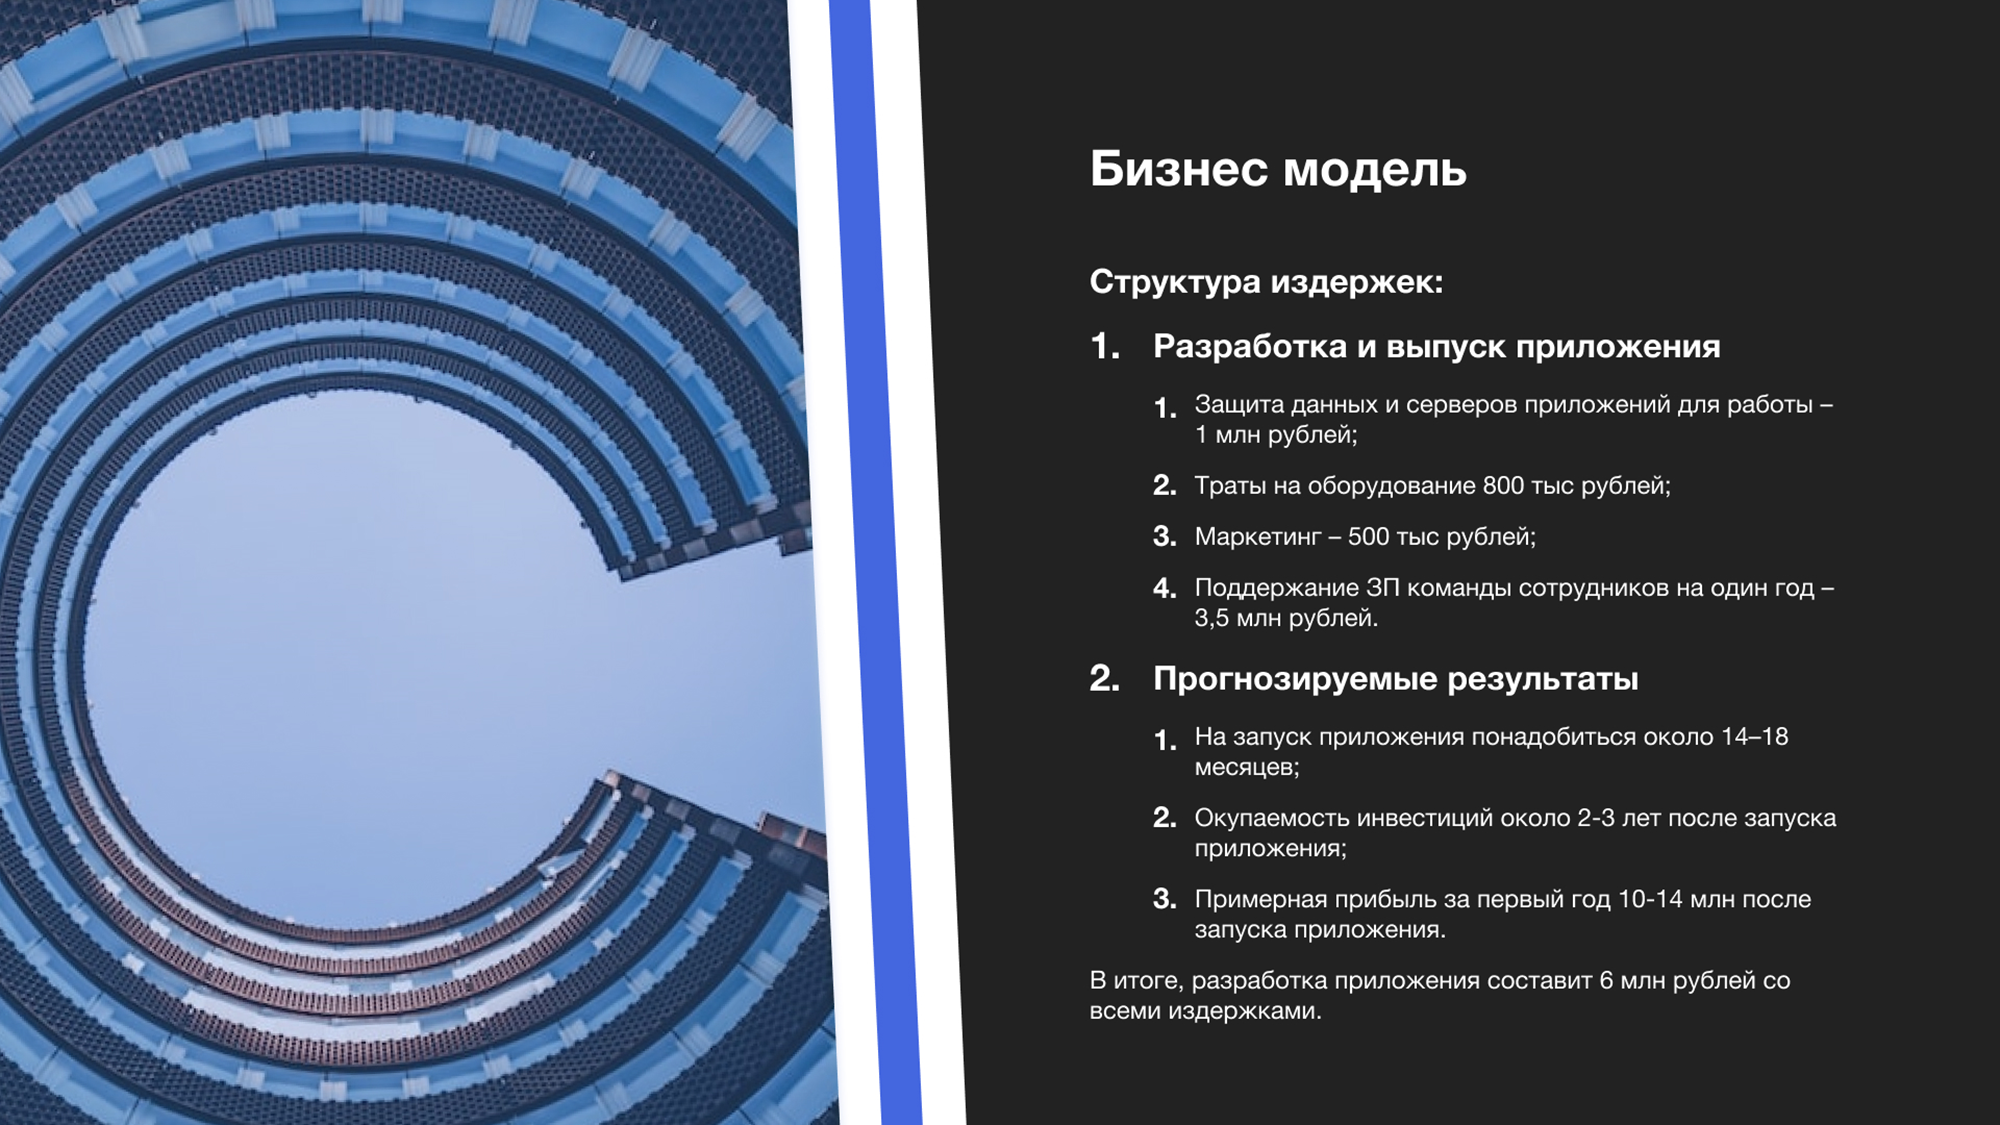 Бизнес модель
Структура издержек:
1. Разработка и выпуск приложения
1. Защита данных и серверов приложений для работы –
1 млн рублей;
2. Траты на оборудование 800 тыс рублей;
3. Маркетинг – 500 тыс рублей;
4. Поддержание ЗП команды сотрудников на один год –
3,5 млн рублей.
2. Прогнозируемые результаты
1. На запуск приложения понадобиться около 14–18
месяцев;
2. Окупаемость инвестиций около 2-3 лет после запуска
приложения;
3. Примерная прибыль за первый год 10-14 млн после
запуска приложения.
В итоге, разработка приложения составит 6 млн рублей со
всеми издержками.